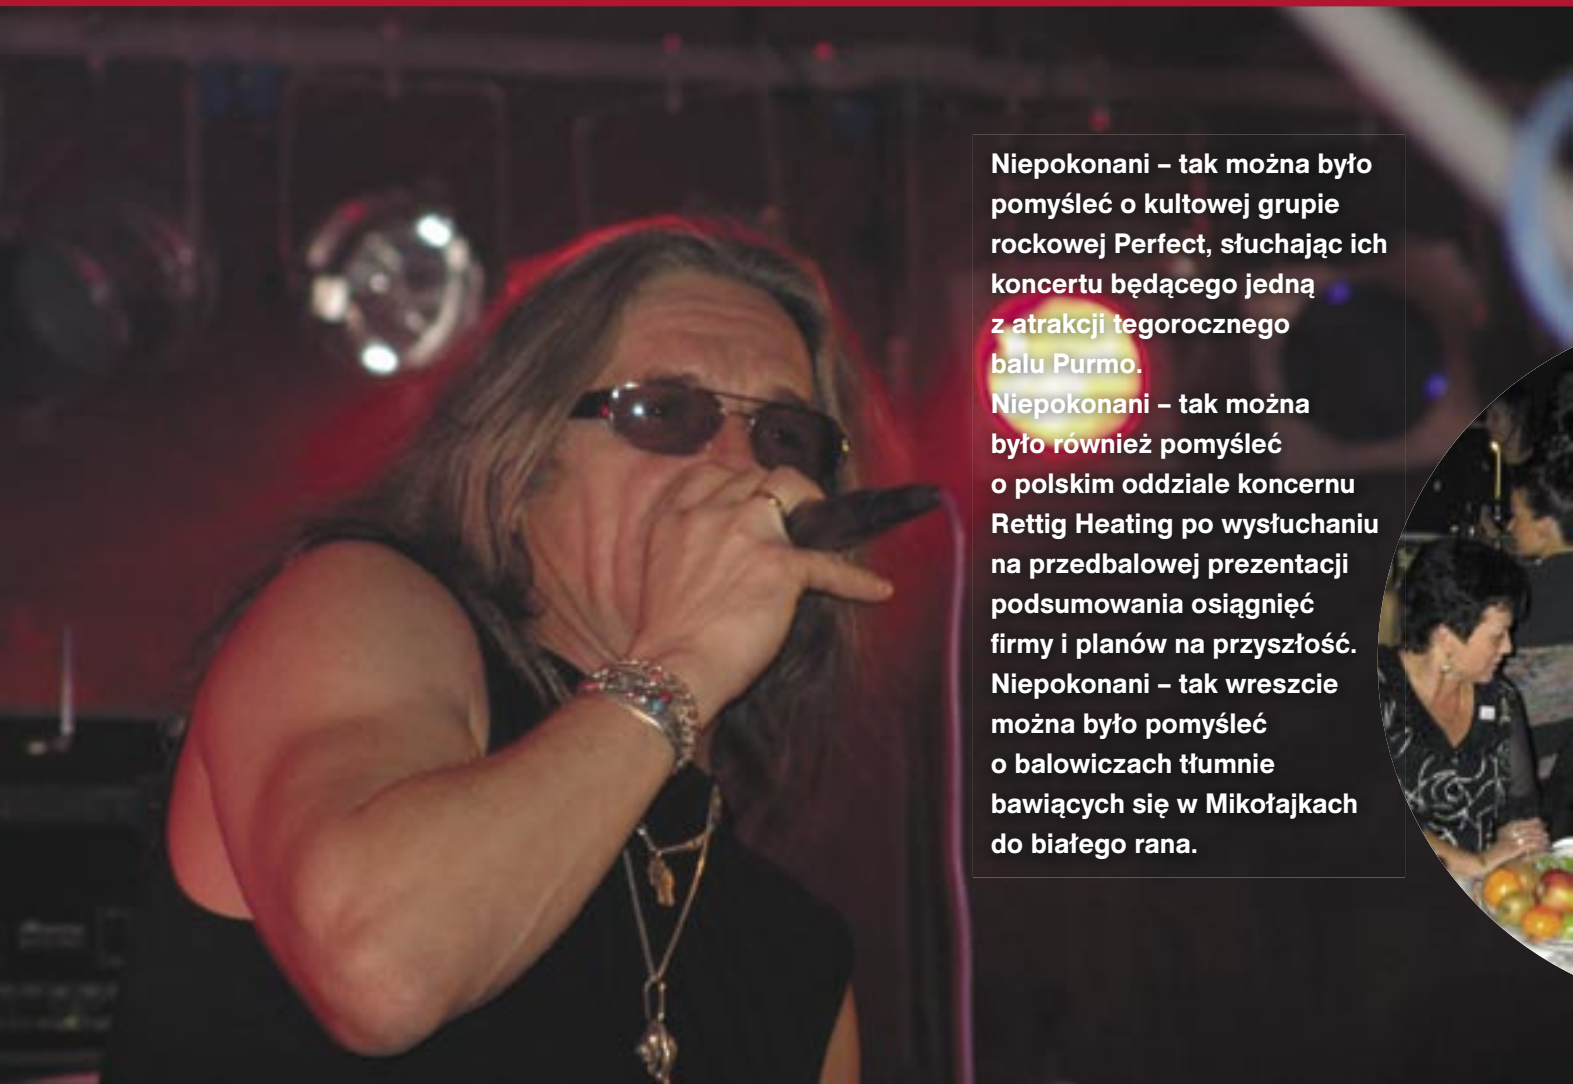 Niepokonani – tak można było
pomyśleć o kultowej grupie
rockowej Perfect, słuchając ich
koncertu będącego jedną
z atrakcji tegorocznego
balu Purmo.
Niepokonani – tak można
było również pomyśleć
o polskim oddziale koncernu
Rettig Heating po wysłuchaniu
na przedbalowej prezentacji
podsumowania osiągnięć
firmy i planów na przyszłość.
Niepokonani – tak wreszcie
można było pomyśleć
o balowiczach tłumnie
bawiących się w Mikołajkach
do białego rana.